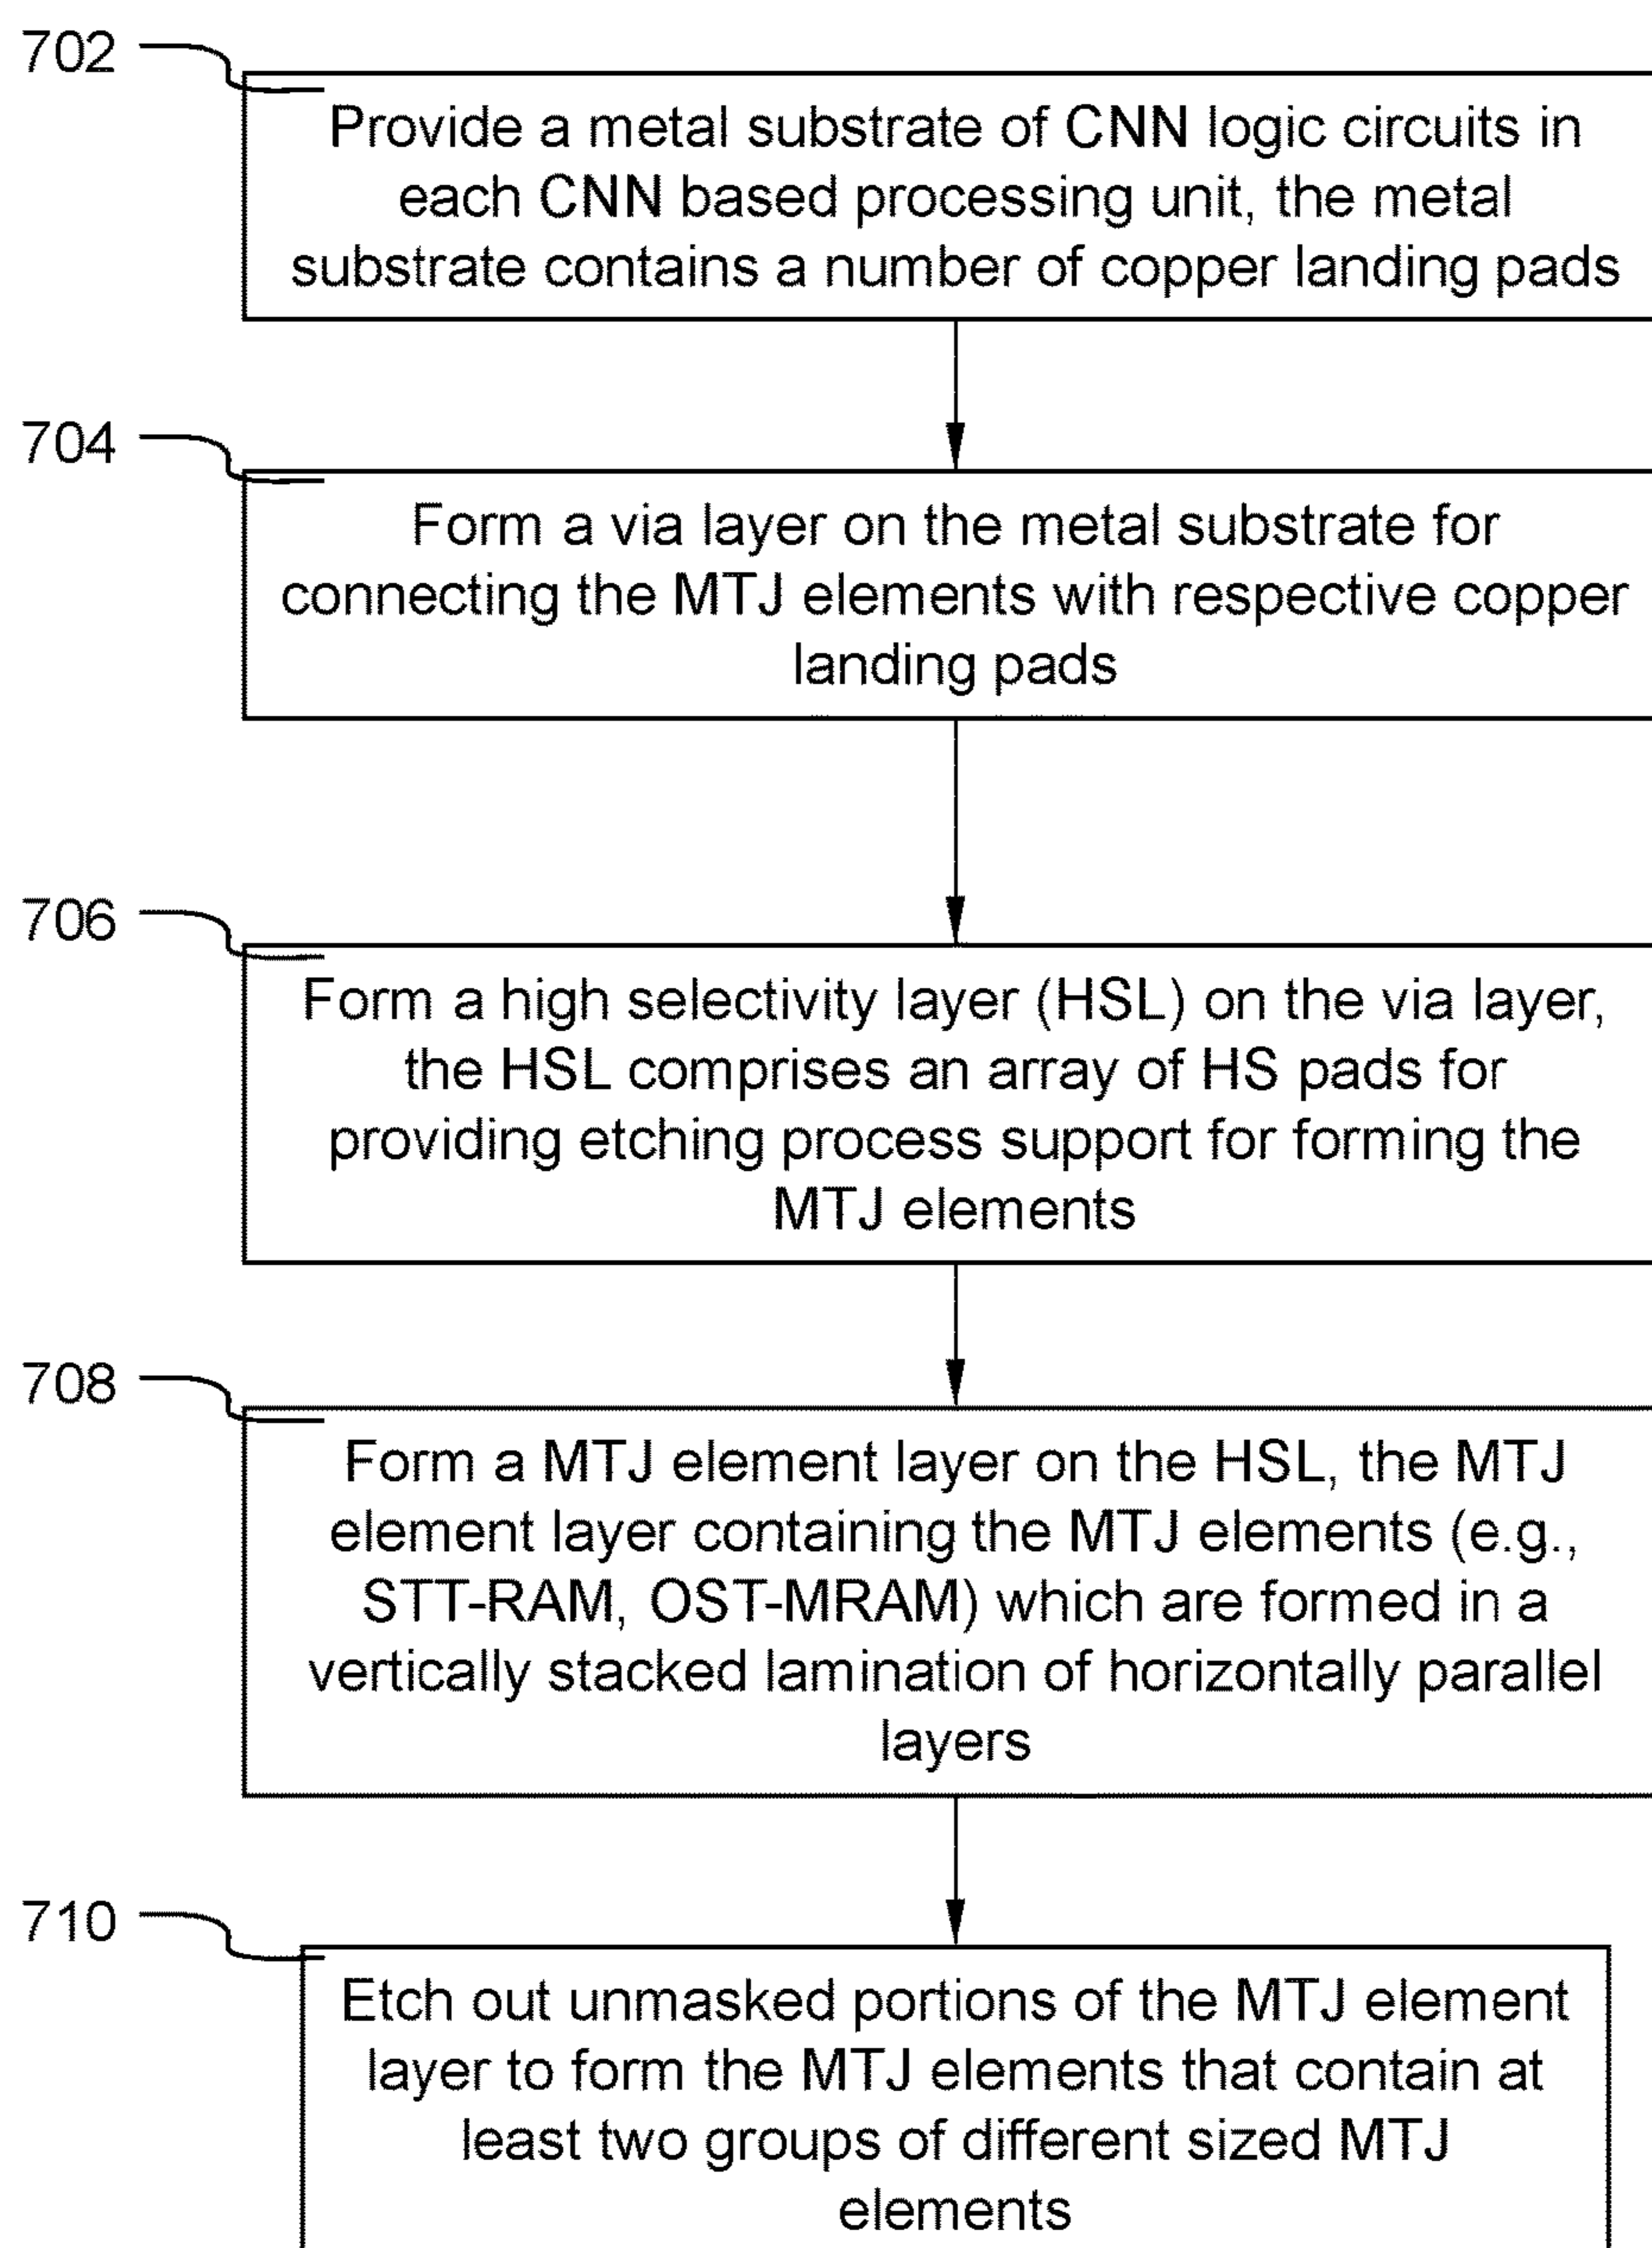 702
Provide a metal substrate of CNN logic circuits in
each CNN based processing unit, the metal
substrate contains a number of copper landing pads
704
Form a via layer on the metal substrate for
connecting the MTJ elements with respective copper
landing pads
706
Form a high selectivity layer (HSL) on the via layer,
the HSL comprises an array of HS pads for
providing etching process support for forming the
MTJ elements
708
Form a MTJ element layer on the HSL, the MTJ
element layer containing the MTJ elements (e.g.,
STT-RAM, OST-MRAM) which are formed in a
vertically stacked lamination of horizontally parallel
layers
710
Etch out unmasked portions of the MTJ element
layer to form the MTJ elements that contain at
least two groups of different sized MTJ
elements